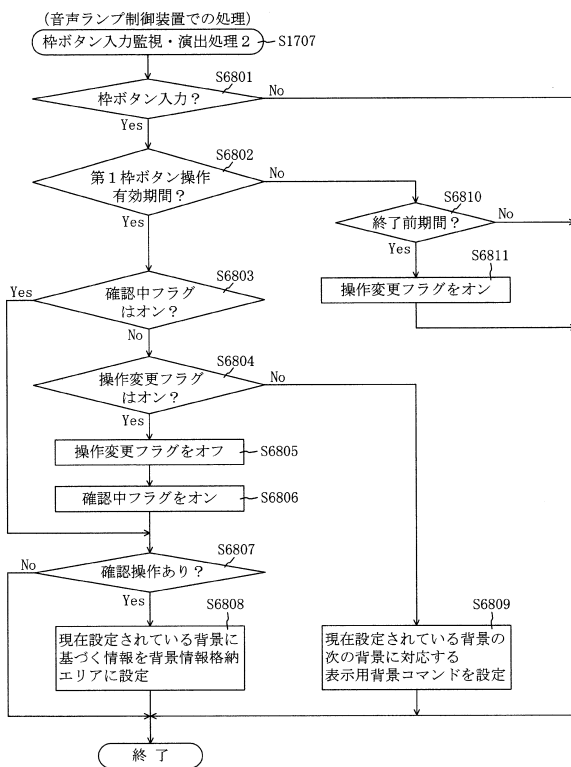 (音声ランプ制御装置での処理)
枠ボタン入力監視・演出処理2
S1707
S6801
枠ボタン入力?
No
Yes
S6802
第1枠ボタン操作
有効期間?
No
Yes
S6810
終了前期間?
No
Yes
S6811
操作変更フラグをオン
S6803
Yes
確認中フラグ
はオン?
No
S6804
操作変更フラグ
はオン?
No
Yes
操作変更フラグをオフ
S6805
確認中フラグをオン
S6806
S6807
No
確認操作あり?
Yes
S6808
現在設定されている背景に
基づく情報を背景情報格納
エリアに設定
S6809
現在設定されている背景の
次の背景に対応する
表示用背景コマンドを設定
終了